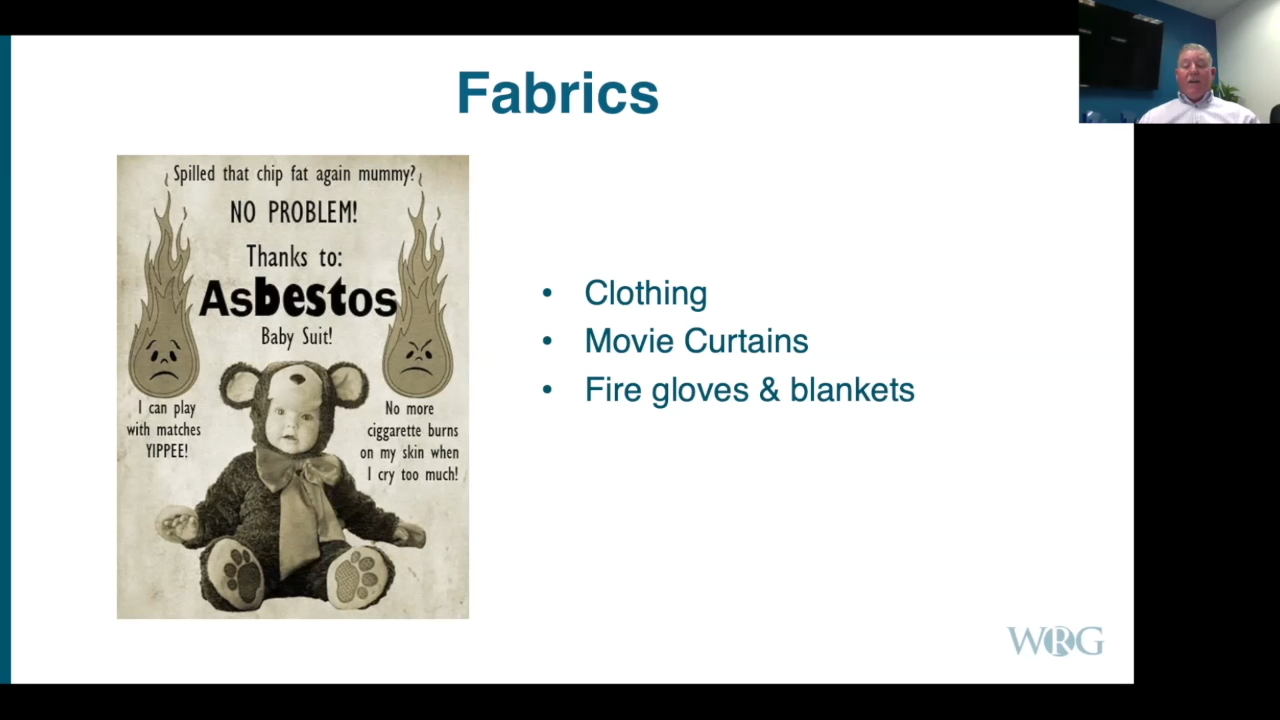 Fabrics
Spilled that chip fat again mummy?
NO PROBLEM!
Thanks to:
Asbestos
Baby Suit!
I can play
with matches
YIPPEE!
No more
ciggarette burns
on my skin when
I cry too much!
• Clothing
• Movie Curtains
• Fire gloves & blankets
WRG